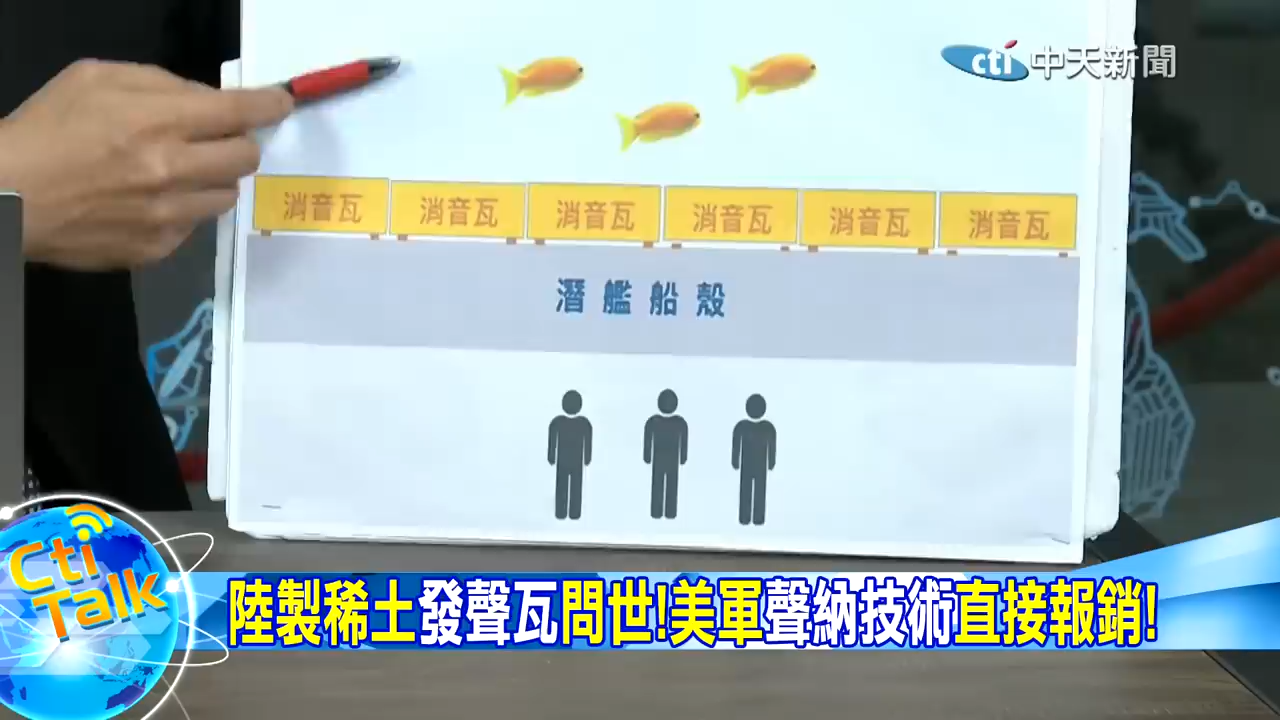 cti 中天新聞
消音瓦 消音瓦 消音瓦 消音瓦 消音瓦 消音瓦
潛艦船殼
Cti
Talk
陸製稀土發聲瓦問世!美軍聲納技術直接報銷!